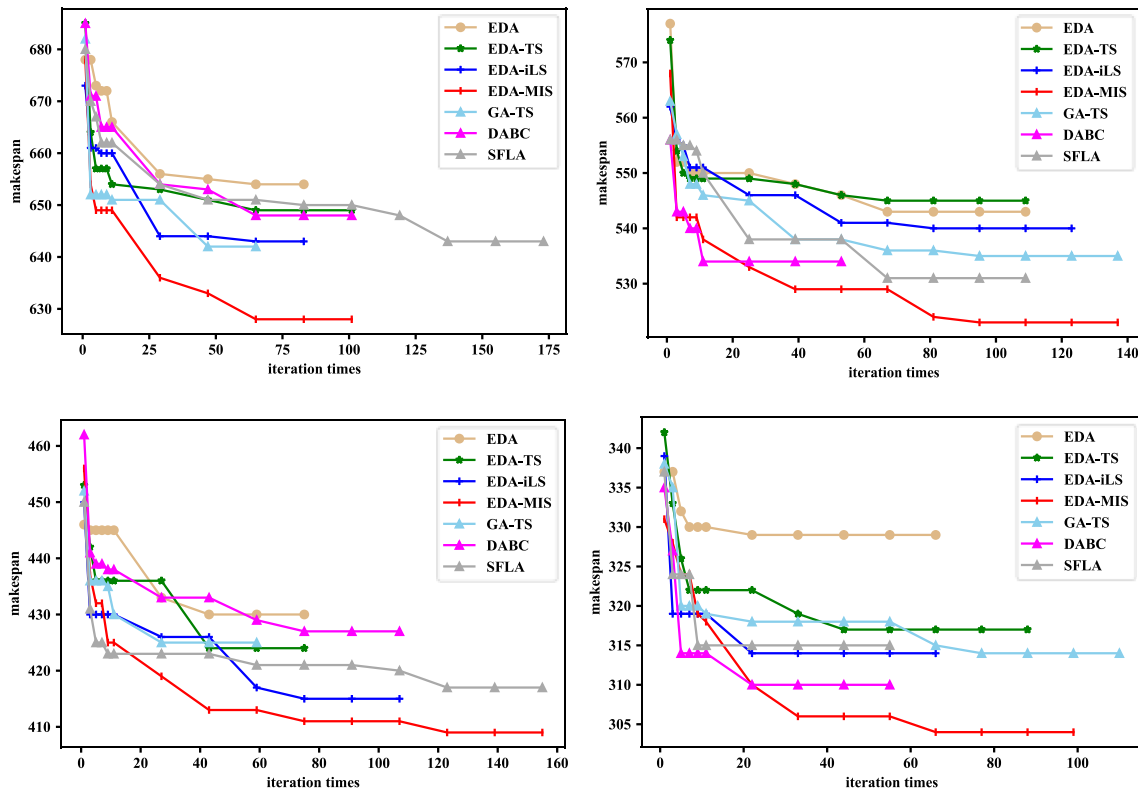 EDA
EDA-TS
EDA-iLS
EDA-MIS
GA-TS
DABC
SFLA
makespan
680
670
660
650
640
630
0 25 50 75 100 125 150 175
iteration times
EDA
EDA-TS
EDA-iLS
EDA-MIS
GA-TS
DABC
SFLA
makespan
570
560
550
540
530
0 20 40 60 80 100 120 140
iteration times
EDA
EDA-TS
EDA-iLS
EDA-MIS
GA-TS
DABC
SFLA
makespan
460
450
440
430
420
410
0 20 40 60 80 100 120 140 160
iteration times
EDA
EDA-TS
EDA-iLS
EDA-MIS
GA-TS
DABC
SFLA
makespan
340
335
330
325
320
315
310
305
0 20 40 60 80 100
iteration times